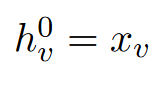 $h_v^0 = x_v$